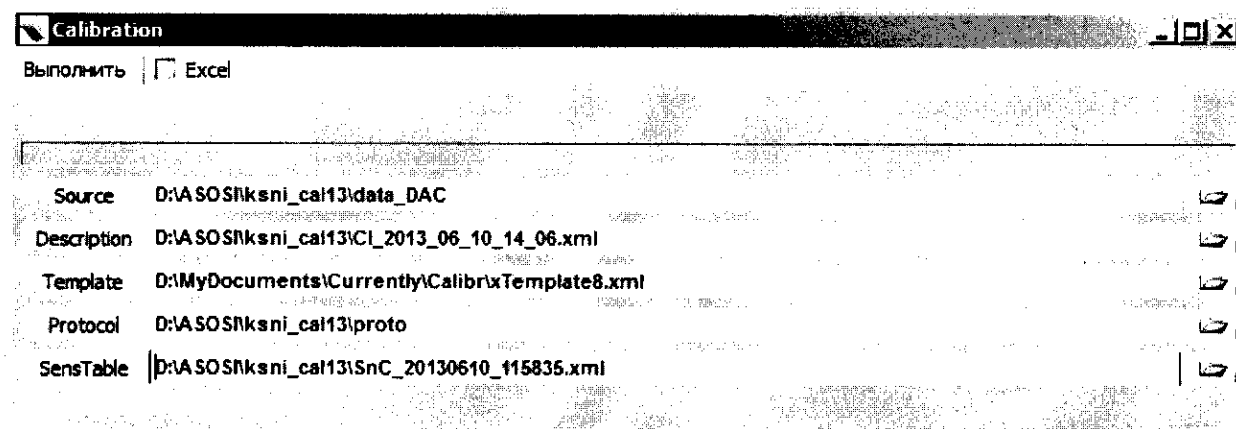 Calibration
Выполнить Excel
Source D:\ASOSI\ksni_cal13\data_DAC
Description D:\ASOSI\ksni_cal13\CI_2013_06_10_14_06.xml
Template D:\MyDocuments\Currently\Calibr\xTemplate8.xml
Protocol D:\ASOSI\ksni_cal13\proto
SensTable D:\ASOSI\ksni_cal13\SnC_20130610_115835.xml